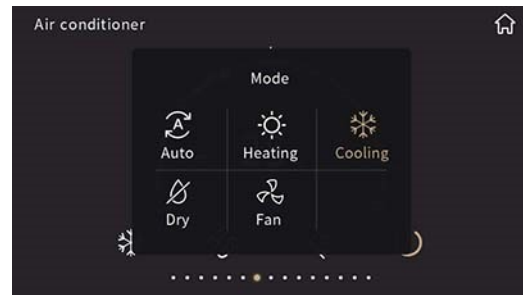 Air conditioner
Mode
Auto
Heating
Cooling
Dry
Fan